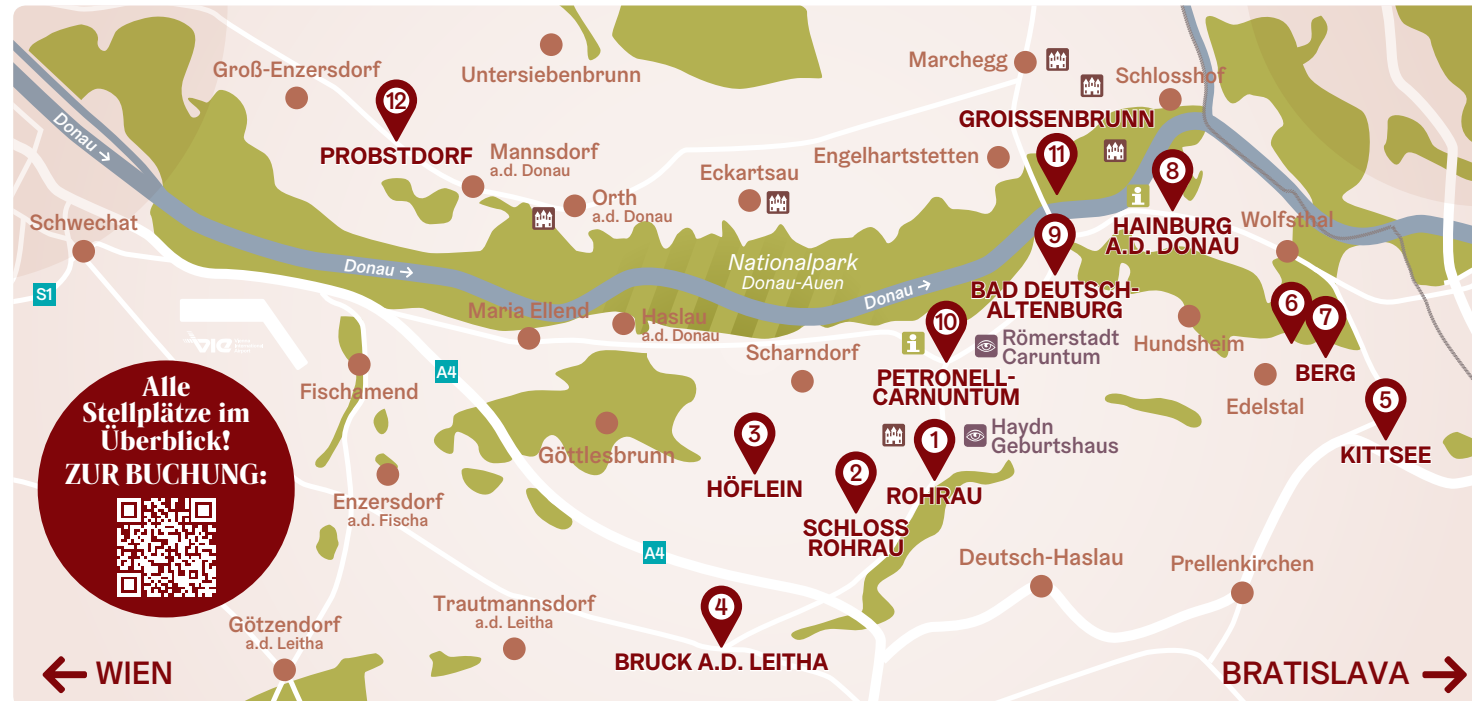 Groß-Enzersdorf
12
PROBSTDORF
Untersiebenbrunn
Mannsdorf
a.d. Donau
Orth
a.d. Donau
Eckartsau
Marchegg
Schlosshof
GROISSENBRUNN
11
Engelhartstetten
8
HAINBURG
A.D. DONAU
Wolfsthal
9
BAD DEUTSCH-
ALTENBURG
Donau →
Schwechat
S1
Donau →
Nationalpark
Donau-Auen
Donau →
Maria Ellend
Haslau
a.d. Donau
Scharndorf
10
PETRONELL-
CARNUNTUM
Römerstadt
Caruntum
Hundsheim
6
7
BERG
Edelstal
5
KITTSEE
A4
Fischamend
Göttlesbrunn
3
HÖFLEIN
2
SCHLOSS
ROHRAU
1
ROHRAU
Haydn
Geburtshaus
Alle
Stellplätze im
Überblick!
ZUR BUCHUNG:
Enzersdorf
a.d. Fischa
A4
Deutsch-Haslau
Prellenkirchen
Götzendorf
a.d. Leitha
Trautmannsdorf
a.d. Leitha
4
BRUCK A.D. LEITHA
← WIEN
BRATISLAVA →